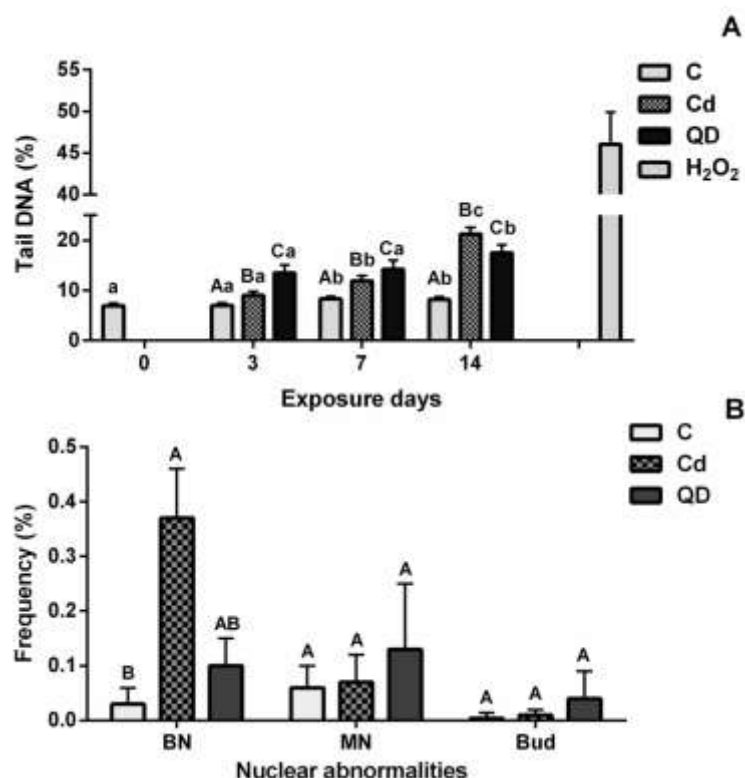 A
C
Cd
QD
H₂O₂
Tail DNA (%)
55
50
45
40
20
10
0
a
Aa
Ba
Ca
Ab
Bb
Ca
Ab
Bc
Cb
0
3
7
14
Exposure days
B
C
Cd
QD
Frequency (%)
0.5
0.4
0.3
0.2
0.1
0.0
B
A
AB
A
A
A
A
A
A
BN
MN
Bud
Nuclear abnormalities